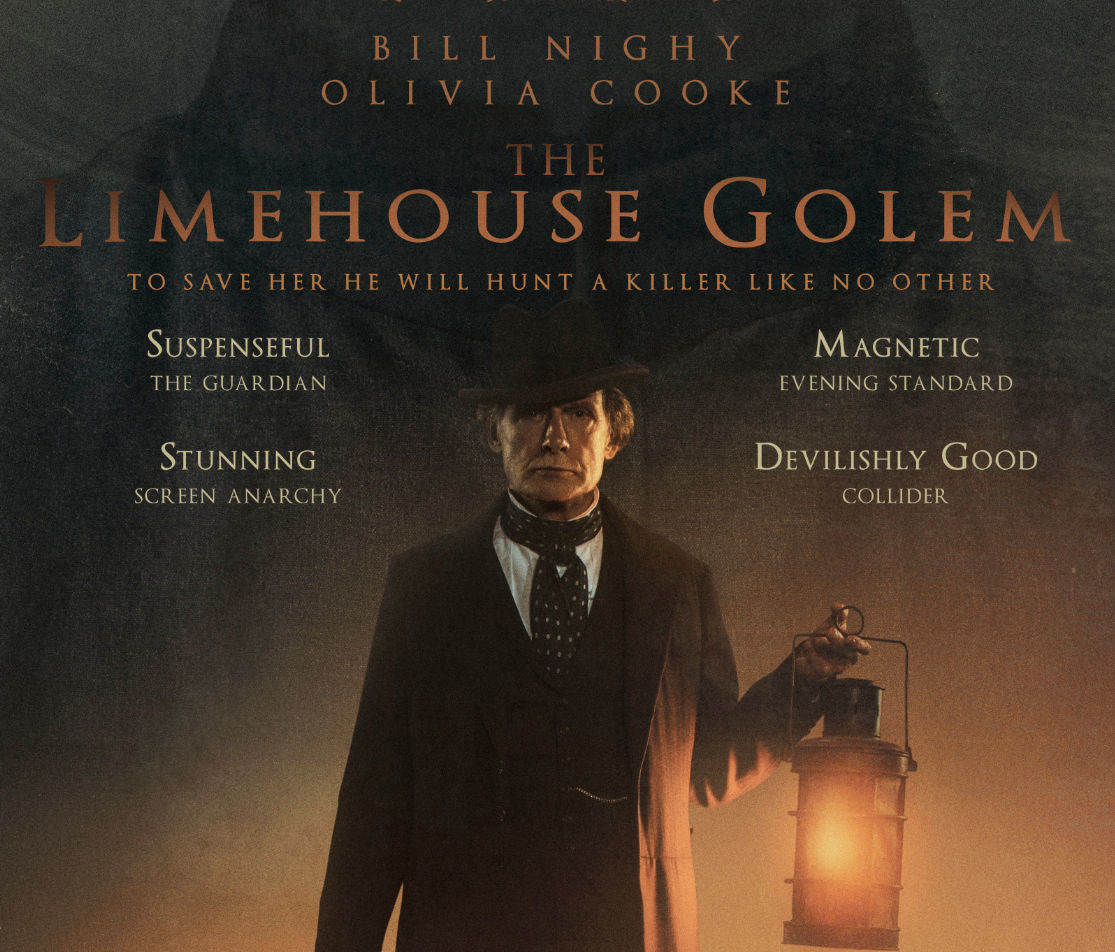 BILL NIGHY
OLIVIA COOKE
THE
LIMEHOUSE GOLEM
TO SAVE HER HE WILL HUNT A KILLER LIKE NO OTHER
SUSPENSEFUL
THE GUARDIAN
MAGNETIC
EVENING STANDARD
STUNNING
SCREEN ANARCHY
DEVILISHLY GOOD
COLLIDER